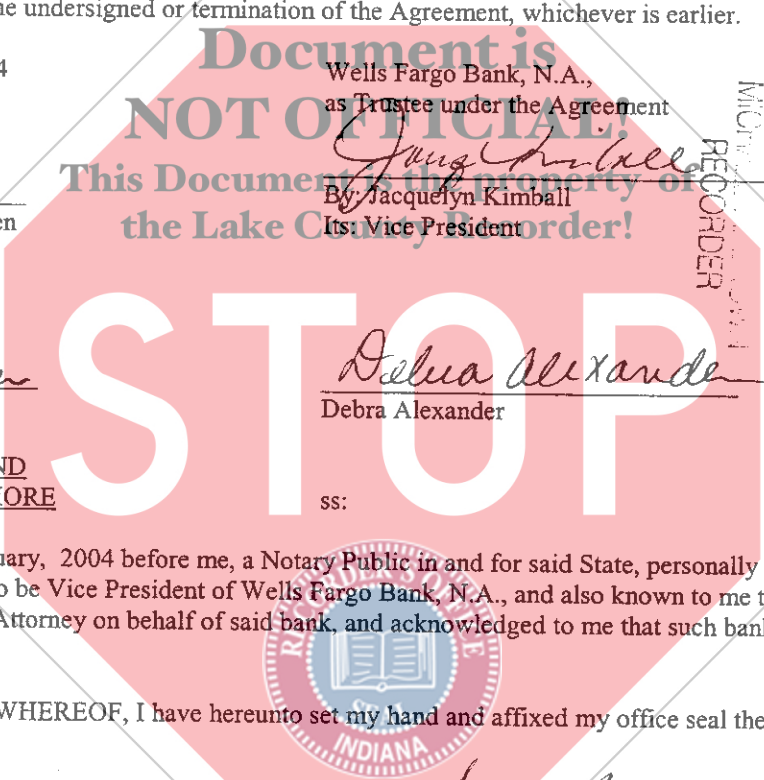 he undersigned or termination of the Agreement, whichever is earlier.
Document is
NOT OFFICIAL!
This Document is the property of
the Lake County Recorder!
4
Wells Fargo Bank, N.A.,
as Trustee under the Agreement
By: Jacquelyn Kimball
Its: Vice President
en
RECORDER
STOP
Debra Alexander
Debra Alexander
ND
ORE
ss:
uary, 2004 before me, a Notary Public in and for said State, personally
o be Vice President of Wells Fargo Bank, N.A., and also known to me t
Attorney on behalf of said bank, and acknowledged to me that such bank
RECORDER'S OFFICE
SEAL
INDIANA
WHEREOF, I have hereunto set my hand and affixed my office seal the